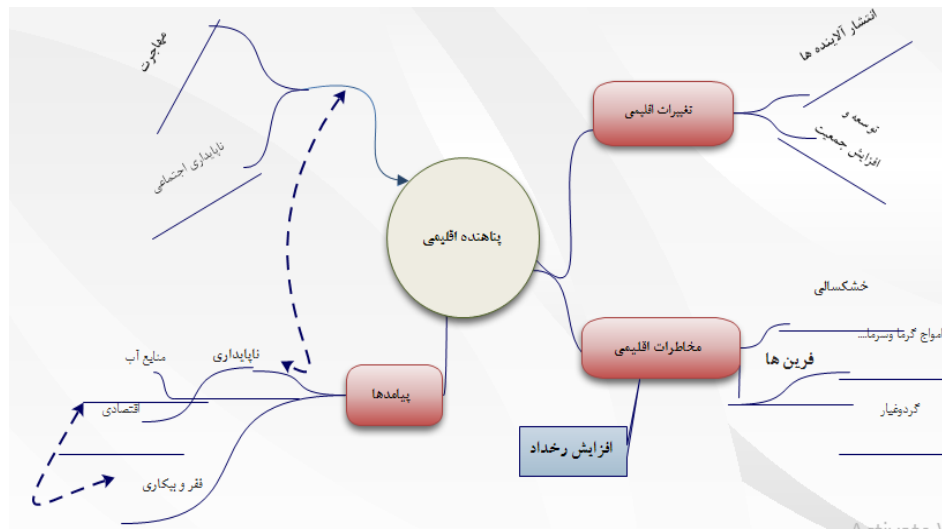 انتشار آلاینده ها
مهاجرت
تغییرات اقلیمی
توسعه و
افزایش جمعیت
ناپایداری اجتماعی
پناهنده اقلیمی
خشکسالی
امواج گرما وسرما...
مخاطرات اقلیمی
فرین ها
ناپایداری
منابع آب
پیامدها
اقتصادی
گردوغبار
افزایش رخداد
فقر و بیکاری